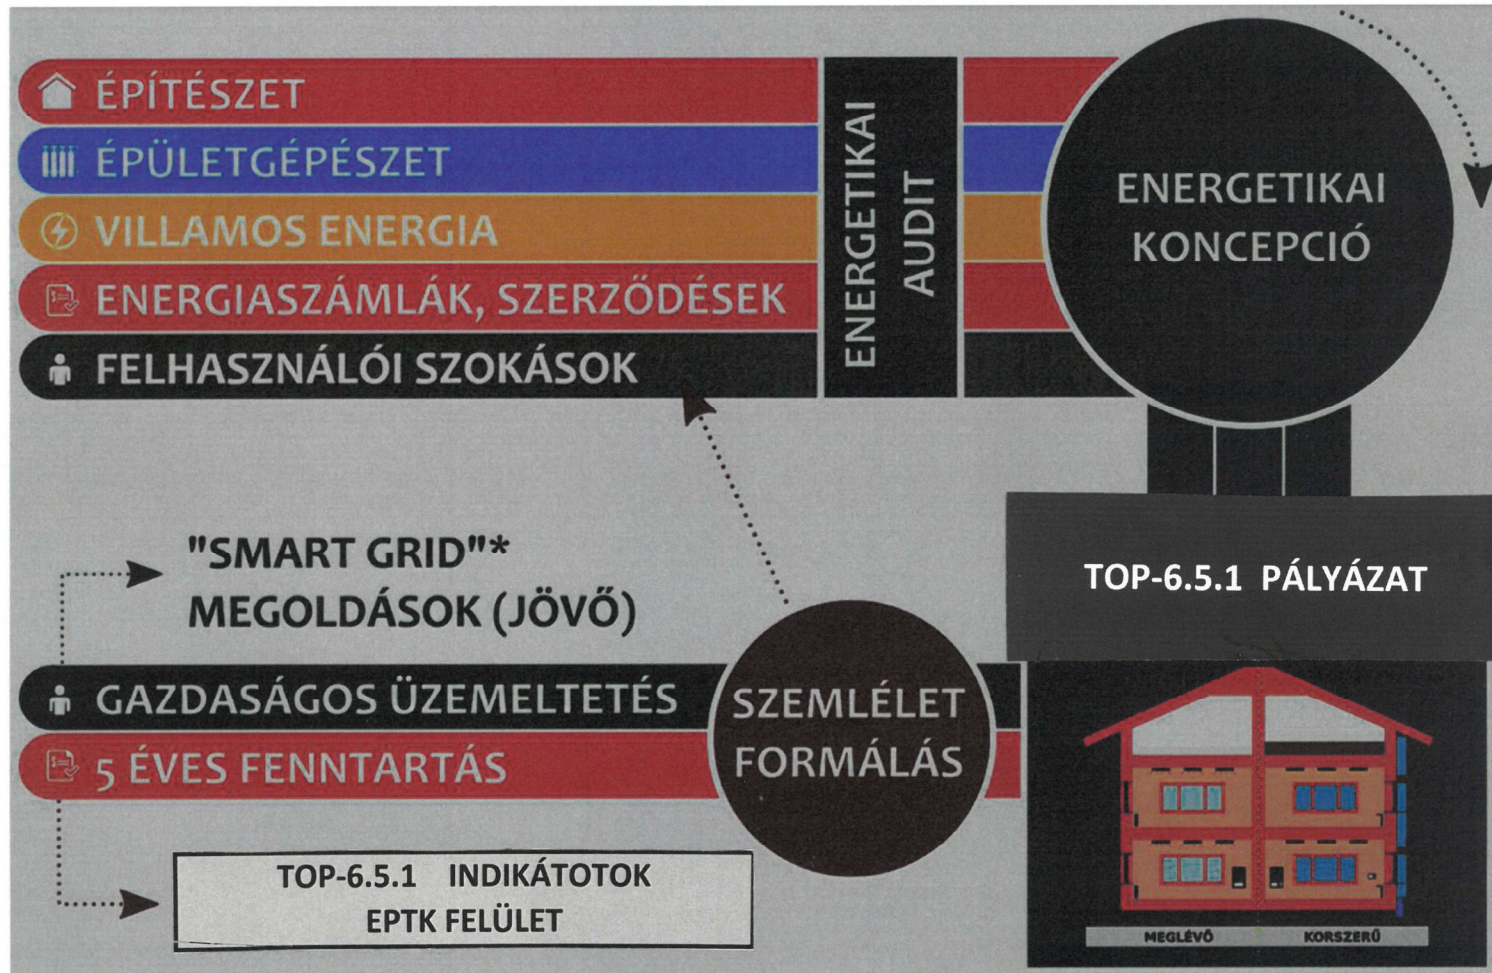 ÉPÍTÉSZET
ÉPÜLETGÉPÉSZET
VILLAMOS ENERGIA
ENERGIASZÁMLÁK, SZERZŐDÉSEK
FELHASZNÁLÓI SZOKÁSOK
ENERGETIKAI
AUDIT
ENERGETIKAI
KONCEPCIÓ
TOP-6.5.1 PÁLYÁZAT
"SMART GRID"*
MEGOLDÁSOK (JÖVŐ)
GAZDASÁGOS ÜZEMELTETÉS
5 ÉVES FENNTARTÁS
SZEMLÉLET
FORMÁLÁS
TOP-6.5.1 INDIKÁTOTOK
EPTK FELÜLET
MEGLÉVŐ
KORSZERŰ